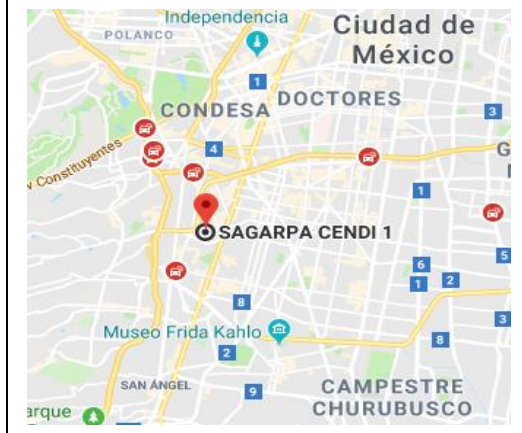 Independencia
POLANCO
Ciudad de
México
1
CONDESA
DOCTORES
3
4
v Constituyentes
G
1
SAGARPA CENDI 1
5
6
1
2
8
3
Museo Frida Kahlo
8
2
SAN ÁNGEL
9
CAMPESTRE
CHURUBUSCO
arque